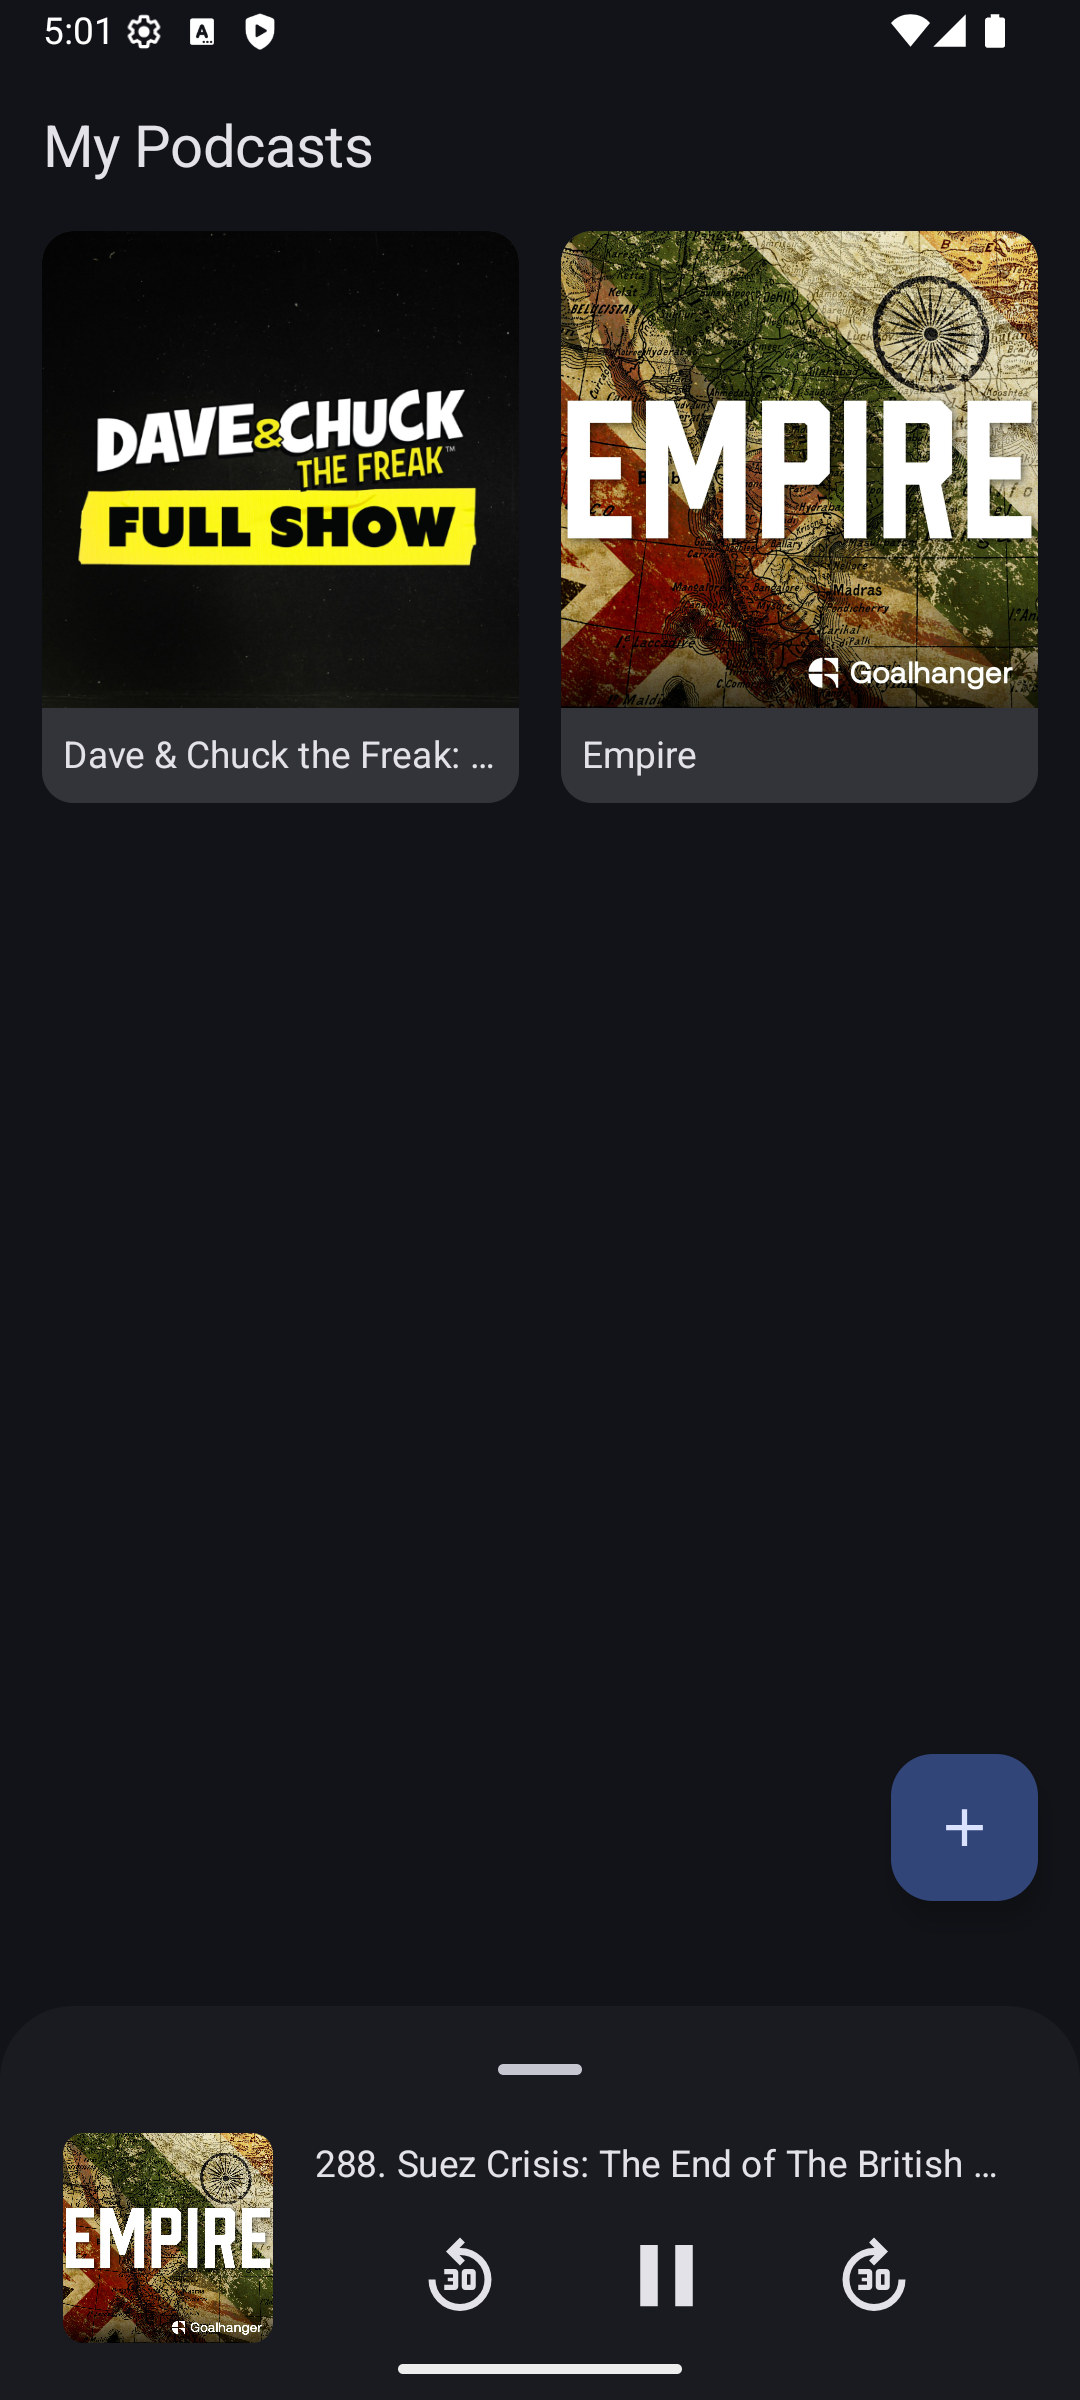 5:01
My Podcasts
DAVE & CHUCK
THE FREAK™
FULL SHOW
EMPIRE
Madras
Goalhanger
Dave & Chuck the Freak: ...
Empire
288. Suez Crisis: The End of The British ...
EMPIRE
Goalhanger
30
30